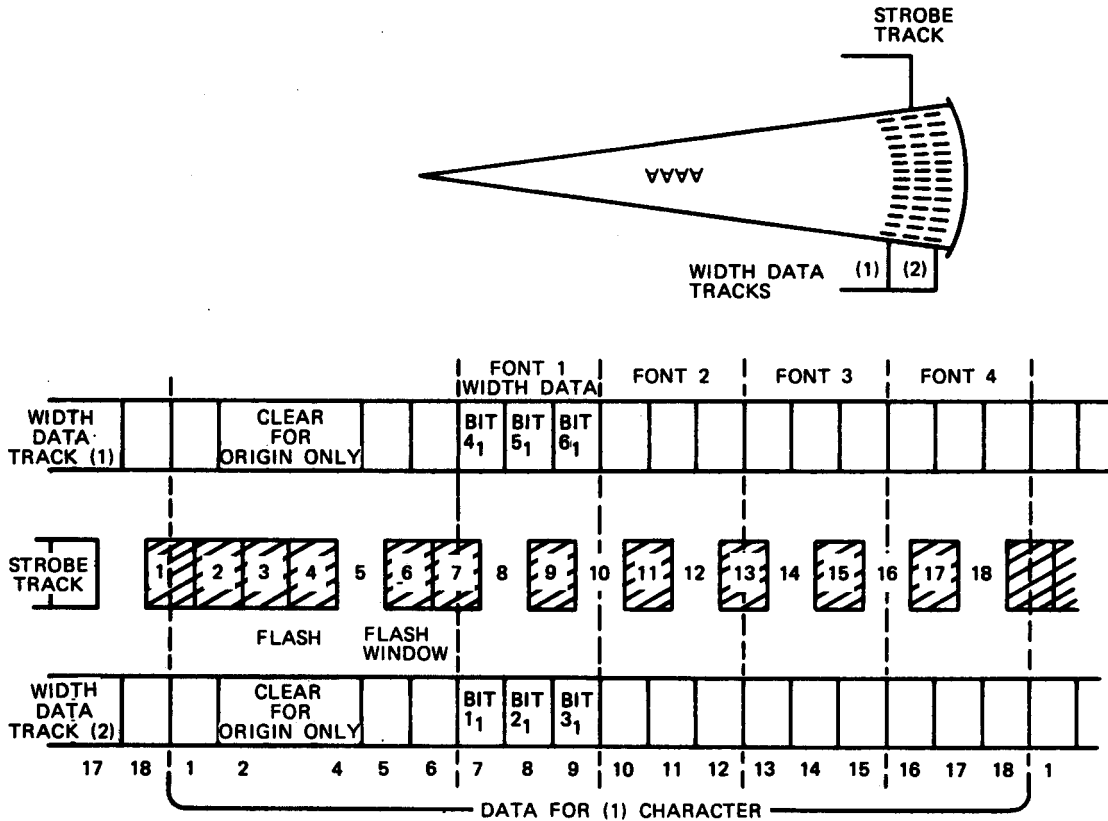 STROBE
TRACK
∀∀∀∀
WIDTH DATA
TRACKS
(1) (2)
FONT 1
WIDTH DATA
FONT 2
FONT 3
FONT 4
WIDTH
DATA
TRACK (1)
CLEAR
FOR
ORIGIN ONLY
BIT
4₁
BIT
5₁
BIT
6₁
STROBE
TRACK
1 2 3 4 5 6 7 8 9 10 11 12 13 14 15 16 17 18
FLASH
FLASH
WINDOW
WIDTH
DATA
TRACK (2)
CLEAR
FOR
ORIGIN ONLY
BIT
1₁
BIT
2₁
BIT
3₁
17 18 1 2 4 5 6 7 8 9 10 11 12 13 14 15 16 17 18 1
DATA FOR (1) CHARACTER